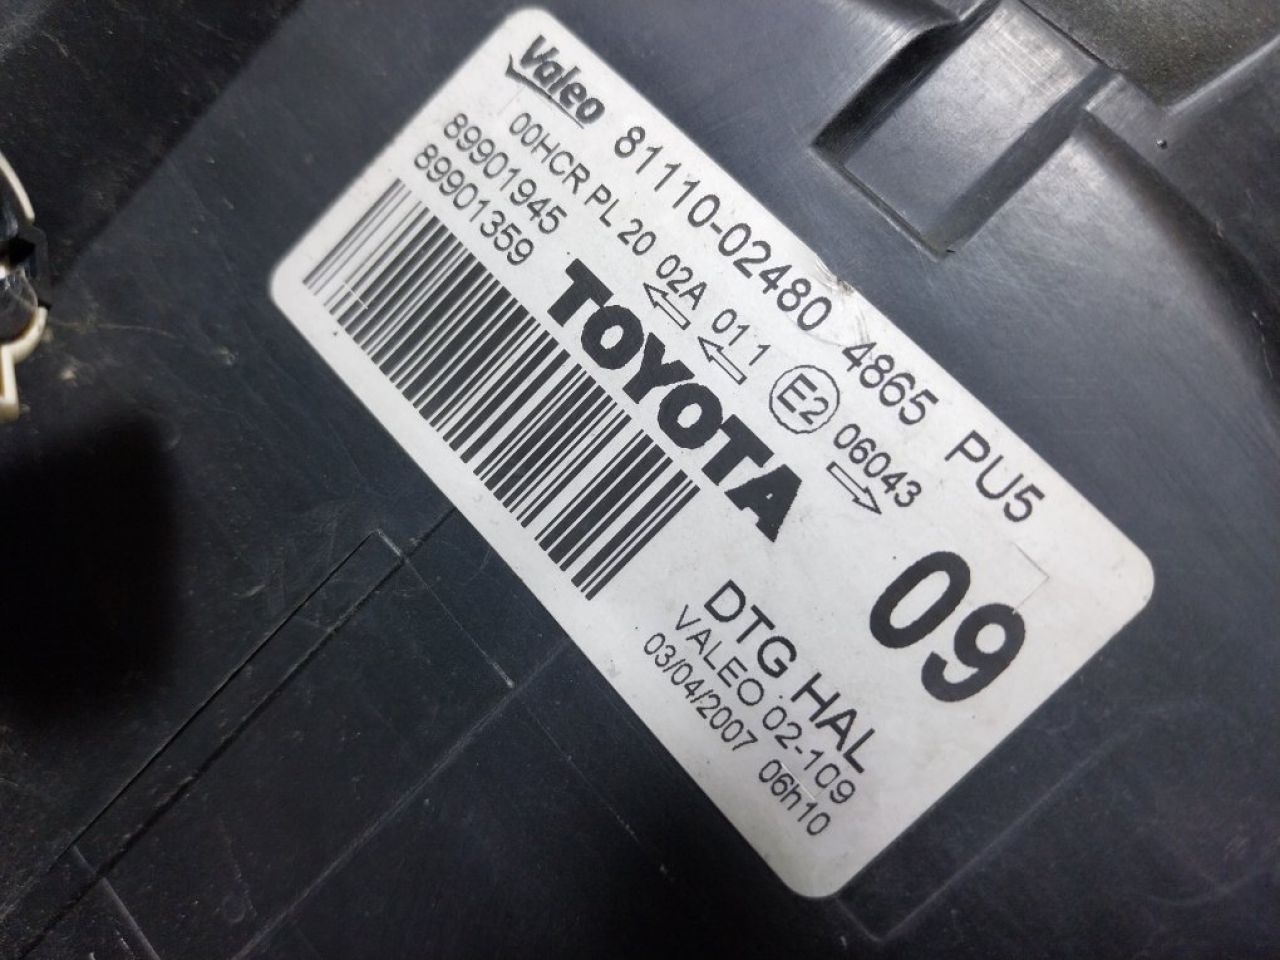 Valeo 81110-02480 4865 PU5
00HCR PL 20 02A 01 1 E2 06043
89901945
89901359
TOYOTA
09
DTG HAL
VALEO 02-109
03/04/2007 06h10